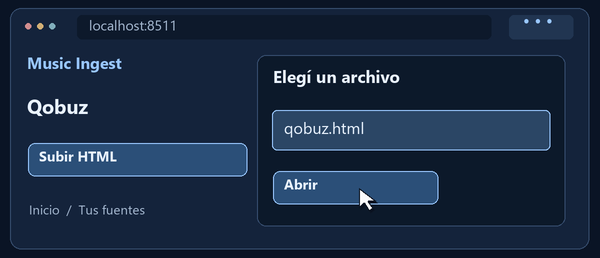 localhost:8511
Music Ingest
Qobuz
Subir HTML
Inicio / Tus fuentes
Elegí un archivo
qobuz.html
Abrir